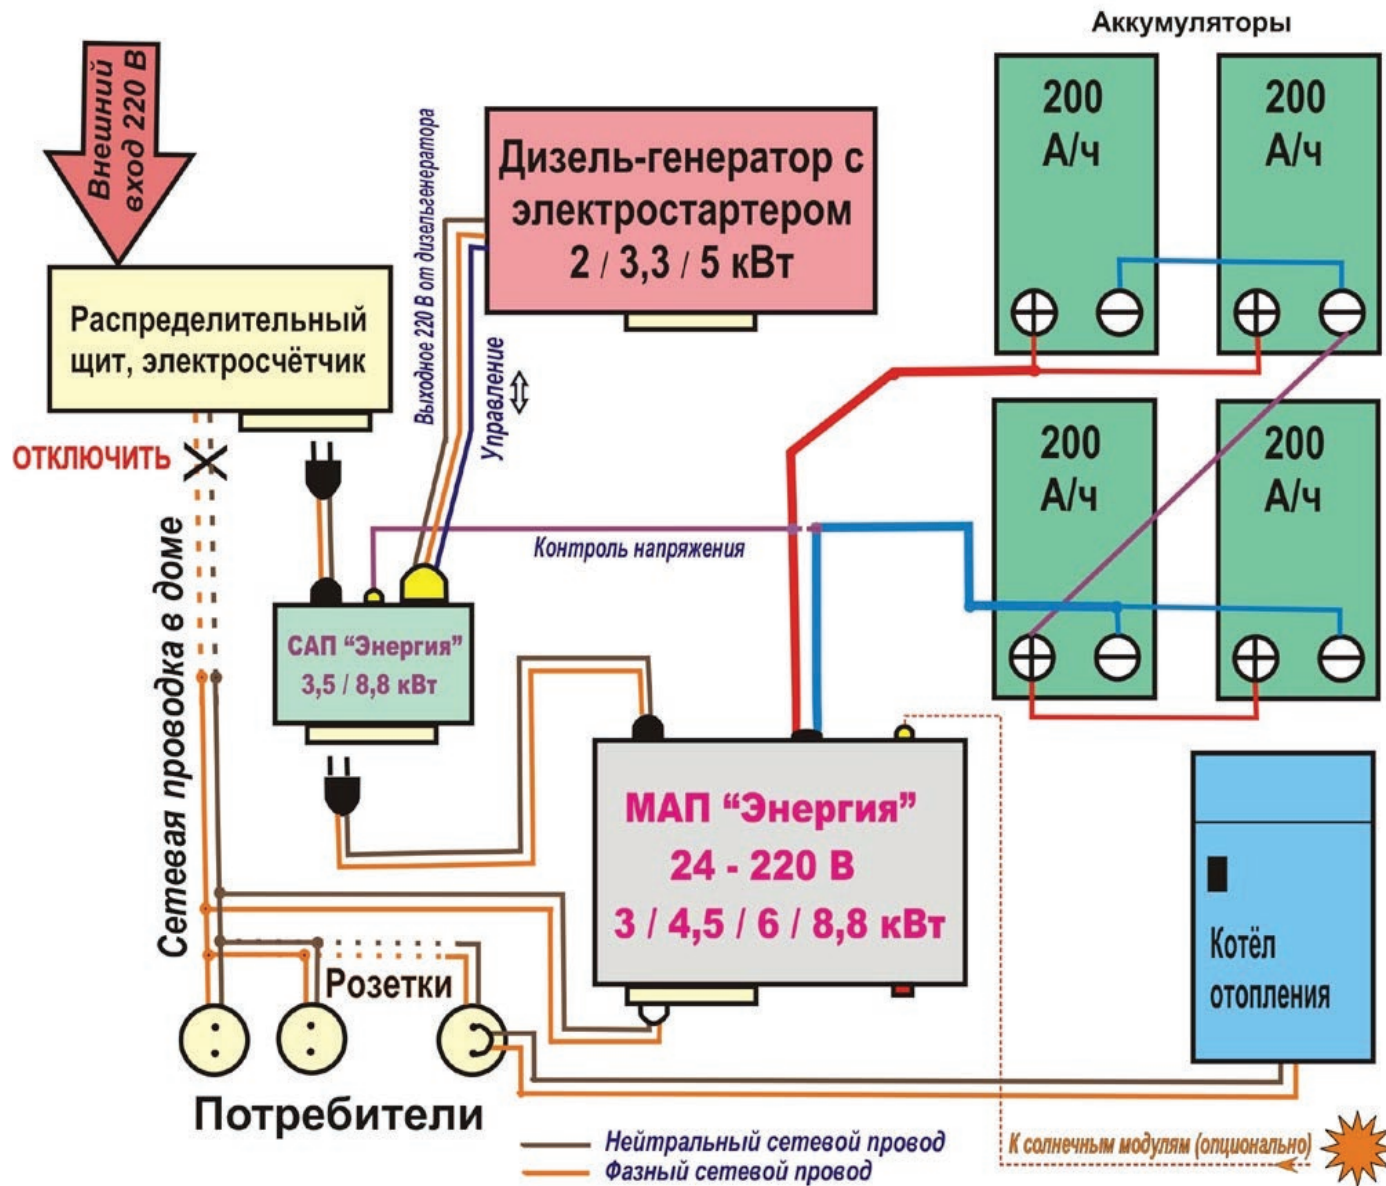 Аккумуляторы
Внешний
вход 220 В
200
А/ч
200
А/ч
Дизель-генератор с
электростартером
2 / 3,3 / 5 кВт
Выходное 220 В от дизельгенератора
Управление
Распределительный
щит, электросчётчик
ОТКЛЮЧИТЬ
200
А/ч
200
А/ч
Контроль напряжения
Сетевая проводка в доме
САП “Энергия”
3,5 / 8,8 кВт
МАП “Энергия”
24 - 220 В
3 / 4,5 / 6 / 8,8 кВт
Котёл
отопления
Розетки
Потребители
Нейтральный сетевой провод
Фазный сетевой провод
К солнечным модулям (опционально)